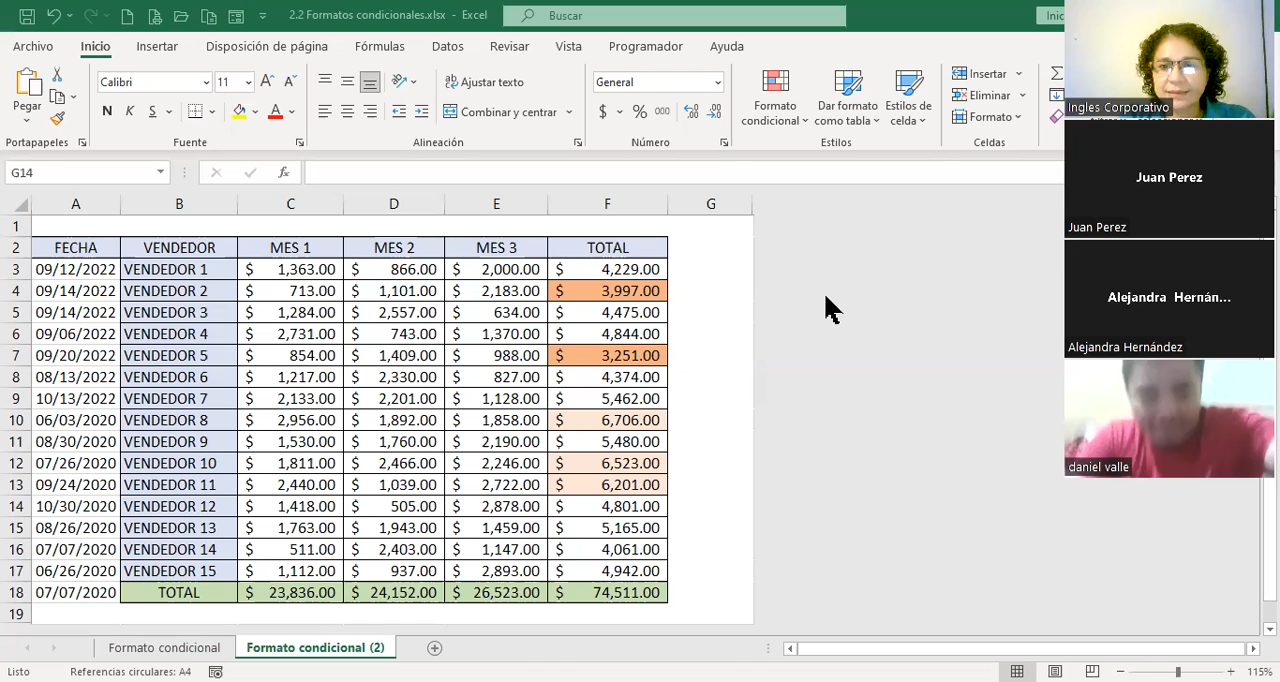 2.2 Formatos condicionales.xlsx - Excel
Buscar
Inic
Archivo Inicio Insertar Disposición de página Fórmulas Datos Revisar Vista Programador Ayuda
Pegar
Calibri 11
N K S
Ajustar texto
Combinar y centrar
General
$ % 000
Formato condicional
Dar formato como tabla
Estilos de celda
Insertar
Eliminar
Formato
Portapapeles Fuente Alineación Número Estilos Celdas
G14
fx
A B C D E F G
1
2 FECHA VENDEDOR MES 1 MES 2 MES 3 TOTAL
3 09/12/2022 VENDEDOR 1 $ 1,363.00 $ 866.00 $ 2,000.00 $ 4,229.00
4 09/14/2022 VENDEDOR 2 $ 713.00 $ 1,101.00 $ 2,183.00 $ 3,997.00
5 09/14/2022 VENDEDOR 3 $ 1,284.00 $ 2,557.00 $ 634.00 $ 4,475.00
6 09/06/2022 VENDEDOR 4 $ 2,731.00 $ 743.00 $ 1,370.00 $ 4,844.00
7 09/20/2022 VENDEDOR 5 $ 854.00 $ 1,409.00 $ 988.00 $ 3,251.00
8 08/13/2022 VENDEDOR 6 $ 1,217.00 $ 2,330.00 $ 827.00 $ 4,374.00
9 10/13/2022 VENDEDOR 7 $ 2,133.00 $ 2,201.00 $ 1,128.00 $ 5,462.00
10 06/03/2020 VENDEDOR 8 $ 2,956.00 $ 1,892.00 $ 1,858.00 $ 6,706.00
11 08/30/2020 VENDEDOR 9 $ 1,530.00 $ 1,760.00 $ 2,190.00 $ 5,480.00
12 07/26/2020 VENDEDOR 10 $ 1,811.00 $ 2,466.00 $ 2,246.00 $ 6,523.00
13 09/24/2020 VENDEDOR 11 $ 2,440.00 $ 1,039.00 $ 2,722.00 $ 6,201.00
14 10/30/2020 VENDEDOR 12 $ 1,418.00 $ 505.00 $ 2,878.00 $ 4,801.00
15 08/26/2020 VENDEDOR 13 $ 1,763.00 $ 1,943.00 $ 1,459.00 $ 5,165.00
16 07/07/2020 VENDEDOR 14 $ 511.00 $ 2,403.00 $ 1,147.00 $ 4,061.00
17 06/26/2020 VENDEDOR 15 $ 1,112.00 $ 937.00 $ 2,893.00 $ 4,942.00
18 07/07/2020 TOTAL $ 23,836.00 $ 24,152.00 $ 26,523.00 $ 74,511.00
19
Formato condicional Formato condicional (2)
Listo Referencias circulares: A4 115%
Ingles Corporativo
Juan Perez
Juan Perez
Alejandra Hernán...
Alejandra Hernández
daniel valle